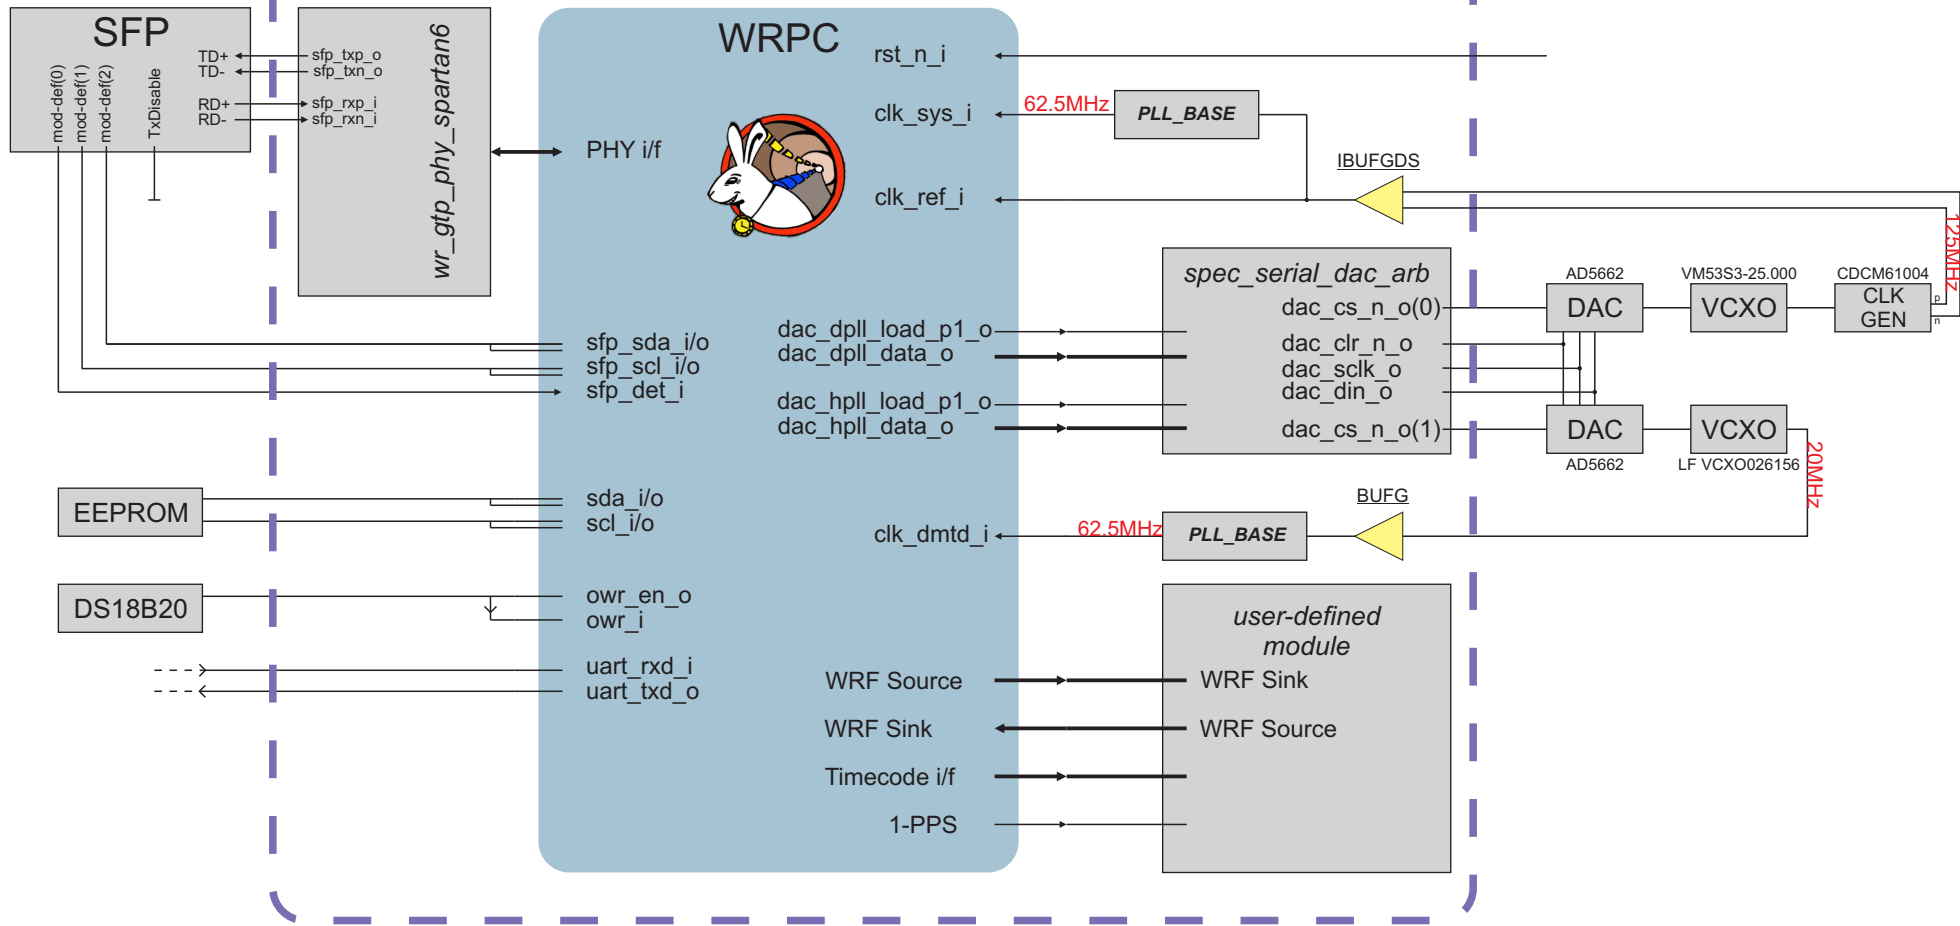 SFP
mod-def(0)
mod-def(1)
mod-def(2)
TxDisable
TD+
TD-
RD+
RD-
sfp_txp_o
sfp_txn_o
sfp_rxp_i
sfp_rxn_i
wr_gtp_phy_spartan6
WRPC
PHY i/f
rst_n_i
clk_sys_i
62.5MHz
PLL_BASE
clk_ref_i
IBUFGDS
125MHz
sfp_sda_i/o
sfp_scl_i/o
sfp_det_i
dac_dpll_load_p1_o
dac_dpll_data_o
dac_hpll_load_p1_o
dac_hpll_data_o
spec_serial_dac_arb
dac_cs_n_o(0)
dac_clr_n_o
dac_sclk_o
dac_din_o
dac_cs_n_o(1)
AD5662
DAC
VM53S3-25.000
VCXO
CDCM61004
CLK
GEN
p
n
DAC
AD5662
VCXO
LF VCXO026156
20MHz
EEPROM
sda_i/o
scl_i/o
clk_dmtd_i
62.5MHz
PLL_BASE
BUFG
DS18B20
owr_en_o
owr_i
uart_rxd_i
uart_txd_o
WRF Source
WRF Sink
Timecode i/f
1-PPS
user-defined
module
WRF Sink
WRF Source